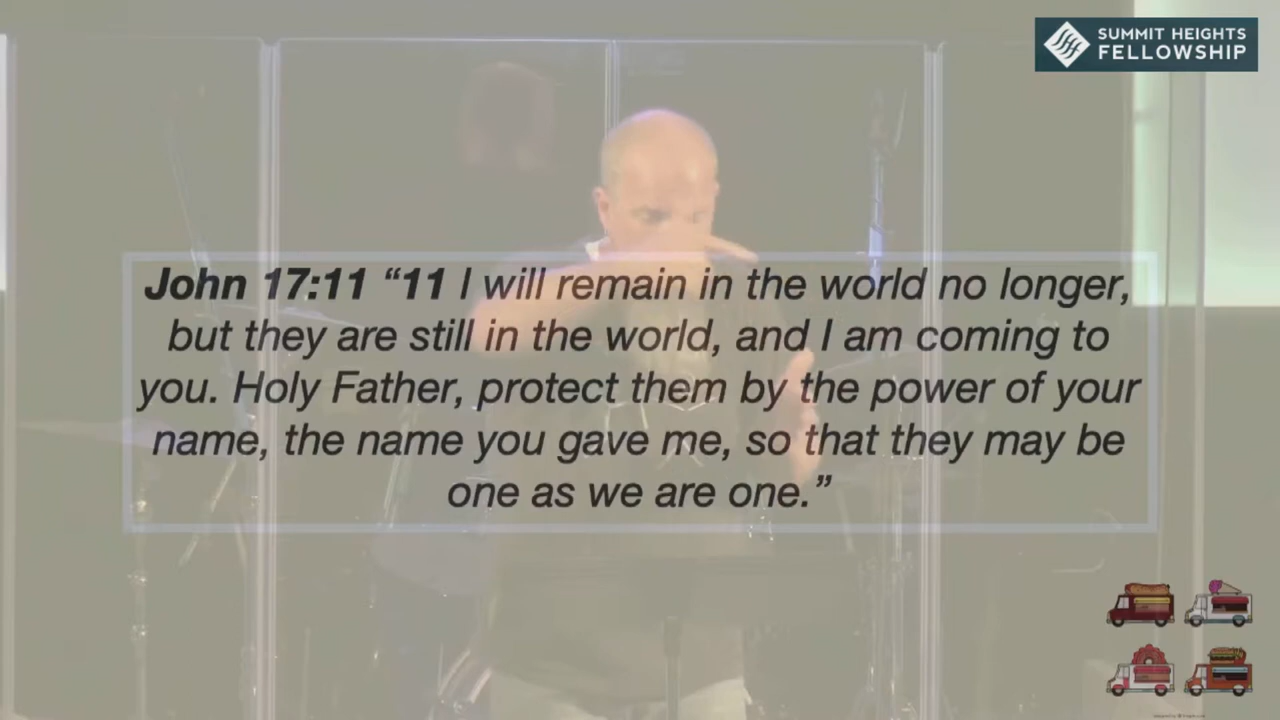 SUMMIT HEIGHTS
FELLOWSHIP
John 17:11 “11 I will remain in the world no longer,
but they are still in the world, and I am coming to
you. Holy Father, protect them by the power of your
name, the name you gave me, so that they may be
one as we are one.”